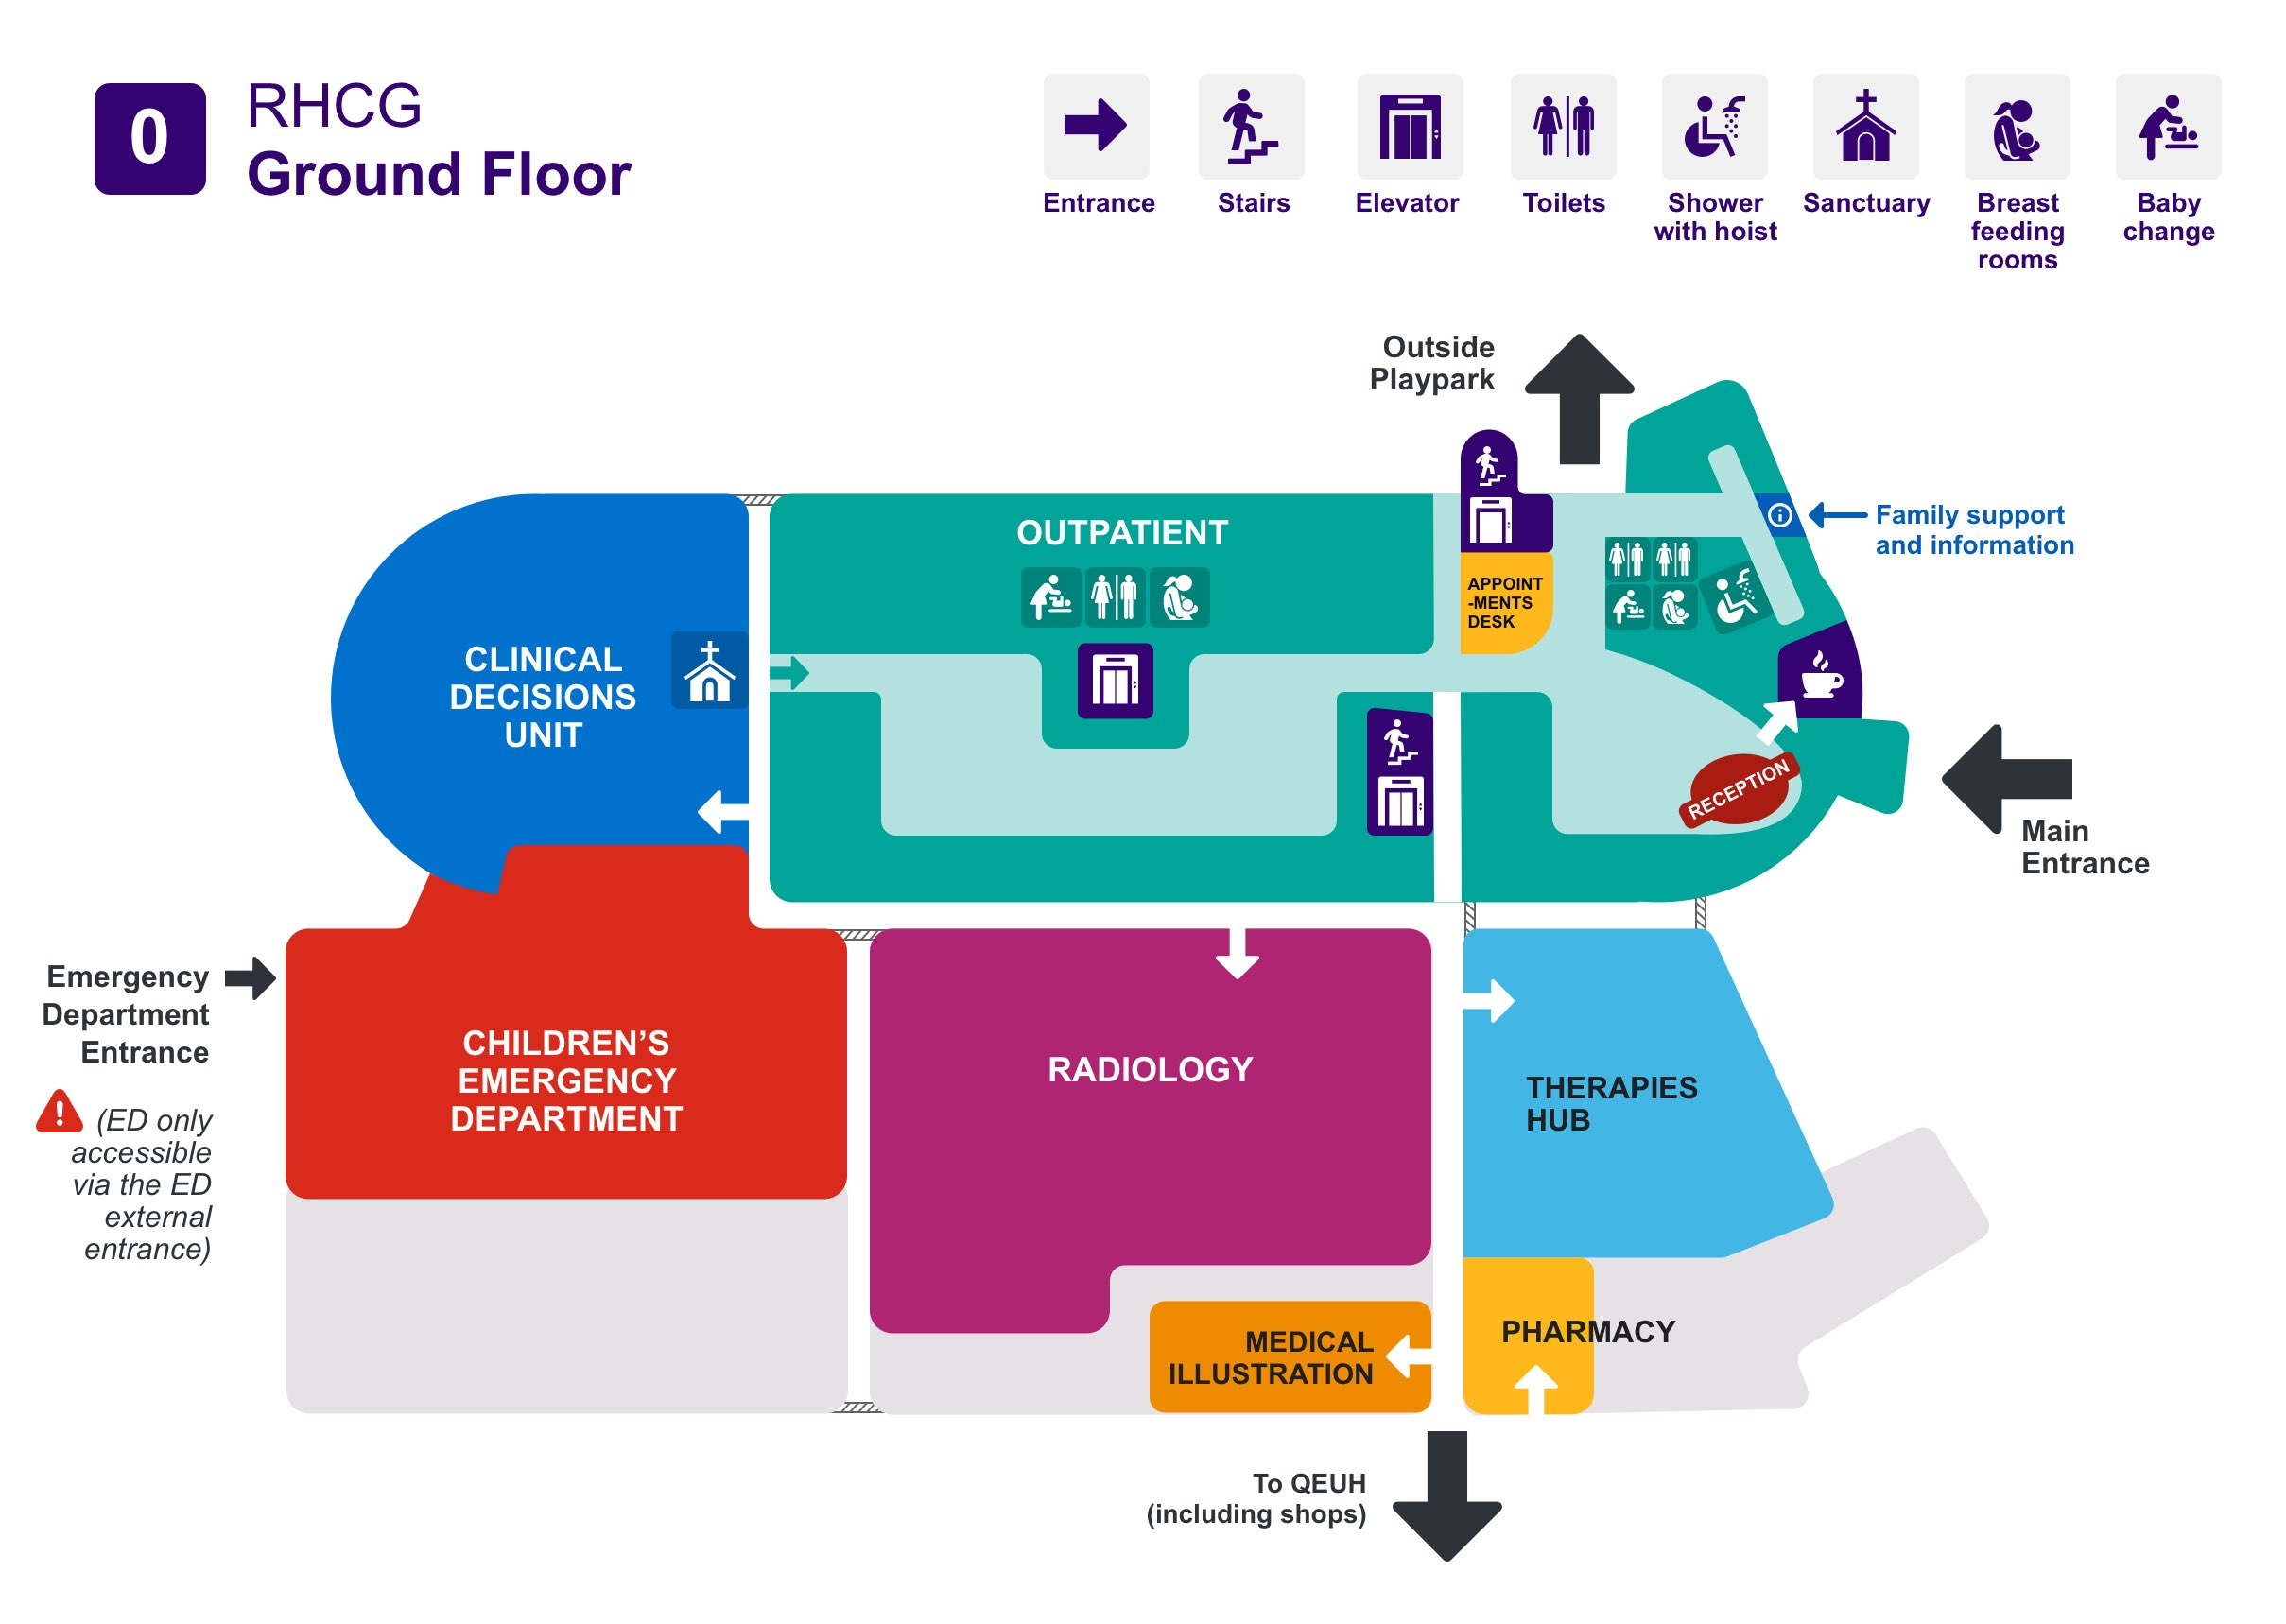 0
RHCG
Ground Floor
Entrance
Stairs
Elevator
Toilets
Shower
with hoist
Sanctuary
Breast
feeding
rooms
Baby
change
Outside
Playpark
Family support
and information
OUTPATIENT
APPOINT
-MENTS
DESK
CLINICAL
DECISIONS
UNIT
RECEPTION
Main
Entrance
Emergency
Department
Entrance
(ED only
accessible
via the ED
external
entrance)
CHILDREN’S
EMERGENCY
DEPARTMENT
RADIOLOGY
THERAPIES
HUB
MEDICAL
ILLUSTRATION
PHARMACY
To QEUH
(including shops)